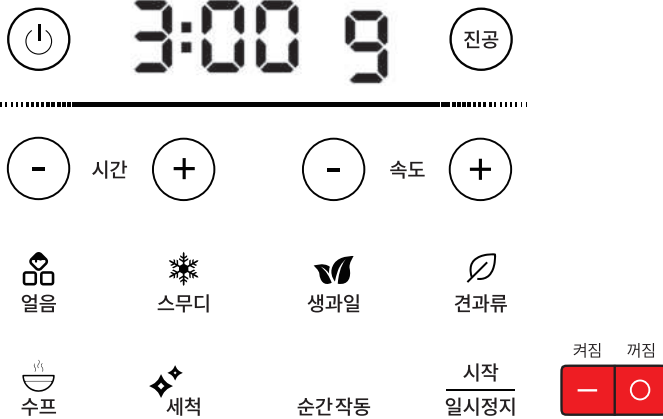 3:00 9 진공
- 시간 + - 속도 +
얼음 스무디 생과일 견과류
켜짐 꺼짐
수프 세척 순간작동 시작
일시정지